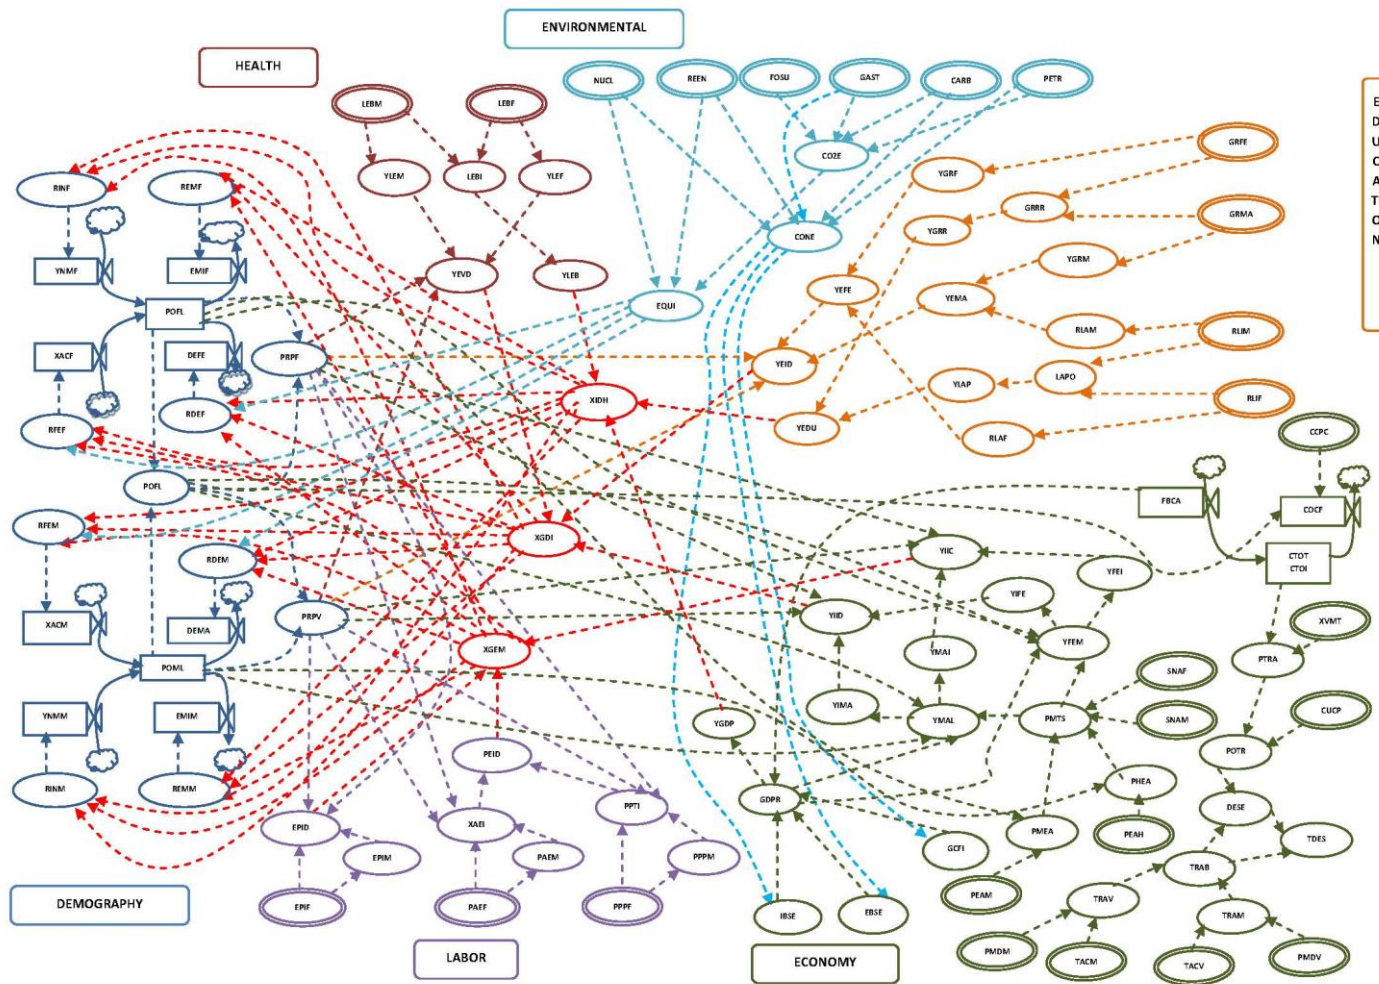 ENVIRONMENTAL
HEALTH
NUCL
REEN
FOSU
GAST
CARB
PETR
E
D
U
C
A
T
I
O
N
LEBM
LEBF
GRFE
CO2E
YLEM
LEBI
YLEF
YGRF
RINF
REMF
GRRR
GRMA
YGRR
CONE
YGRM
YNMF
EMIF
YEVD
YLEB
YEFE
YEMA
EQUI
POFL
RLAM
RLIM
XACF
DEFE
PRPF
YEID
LAPO
YLAP
RLIF
XIDH
RDEF
RFEF
YEDU
RLAF
CCPC
POFL
FBCA
COCF
RFEM
XGDI
YIIC
RDEM
CTOT
CTOI
YFEI
YIFE
PRPV
YIID
XACM
DEMA
XVMT
YFEM
XGEM
YMAI
PTRA
POML
SNAF
YNMM
EMIM
YGDP
YIMA
YMAL
PMTS
SNAM
CUCP
PEID
POTR
RINM
REMM
PHEA
GDPR
PPTI
DESE
EPID
XAEI
PMEA
PEAH
TDES
EPIM
PAEM
PPPM
GCFI
TRAB
PEAM
DEMOGRAPHY
EPIF
PAEF
PPPF
IBSE
EBSE
TRAV
TRAM
PMDM
TACM
TACV
PMDV
LABOR
ECONOMY